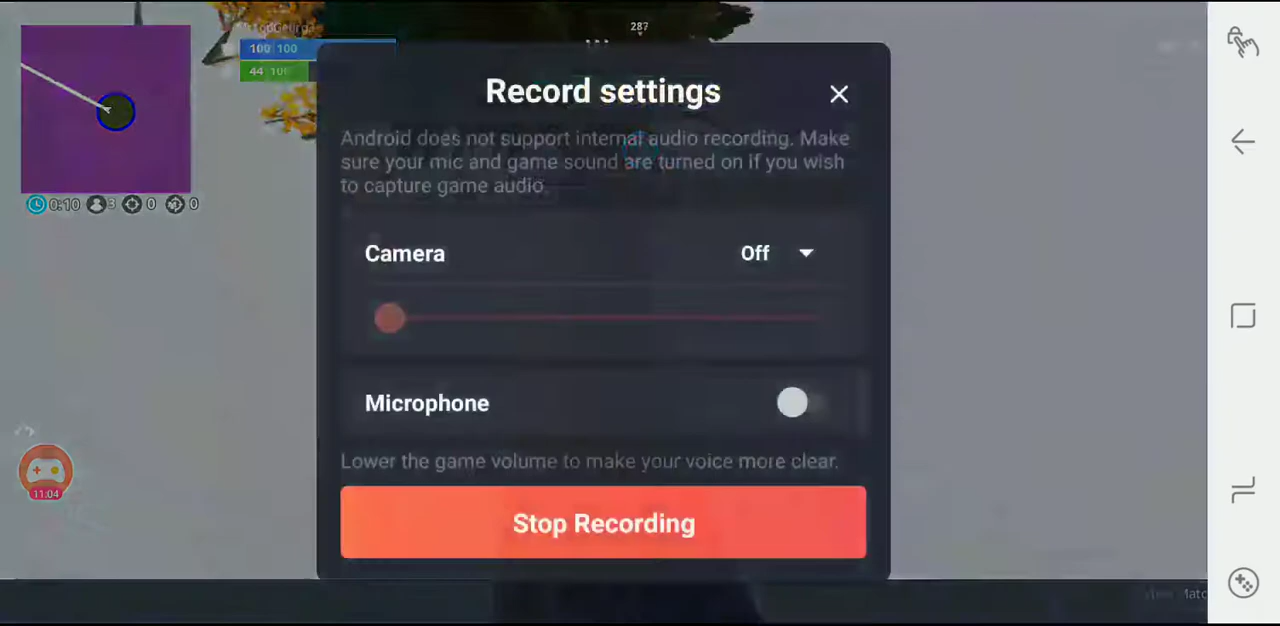 287
100 100
44 100
0:10 3 0 0
Record settings
Android does not support internal audio recording. Make
sure your mic and game sound are turned on if you wish
to capture game audio.
Camera Off
Microphone
Lower the game volume to make your voice more clear.
11:04
Stop Recording